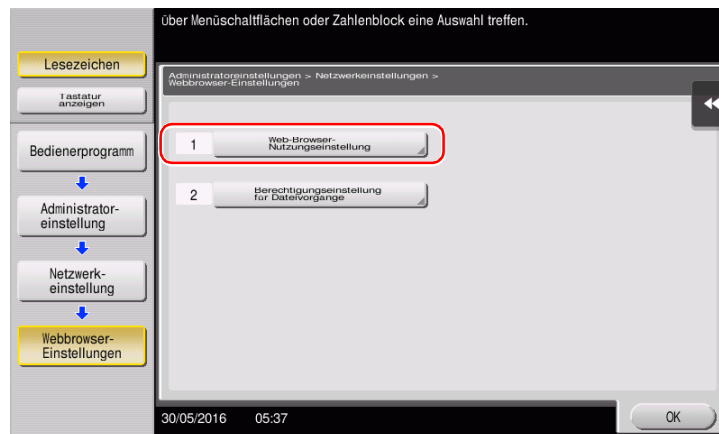 über Menüschaltflächen oder Zahlenblock eine Auswahl treffen.
Lesezeichen
Tastatur
anzeigen
Bedienerprogramm
Administrator-
einstellung
Netzwerk-
einstellung
Webbrowser-
Einstellungen
Administratoreinstellungen > Netzwerkeinstellungen >
Webbrowser-Einstellungen
1 Web-Browser-
Nutzungseinstellung
2 Berechtigungseinstellung
für Dateivorgänge
30/05/2016 05:37
OK